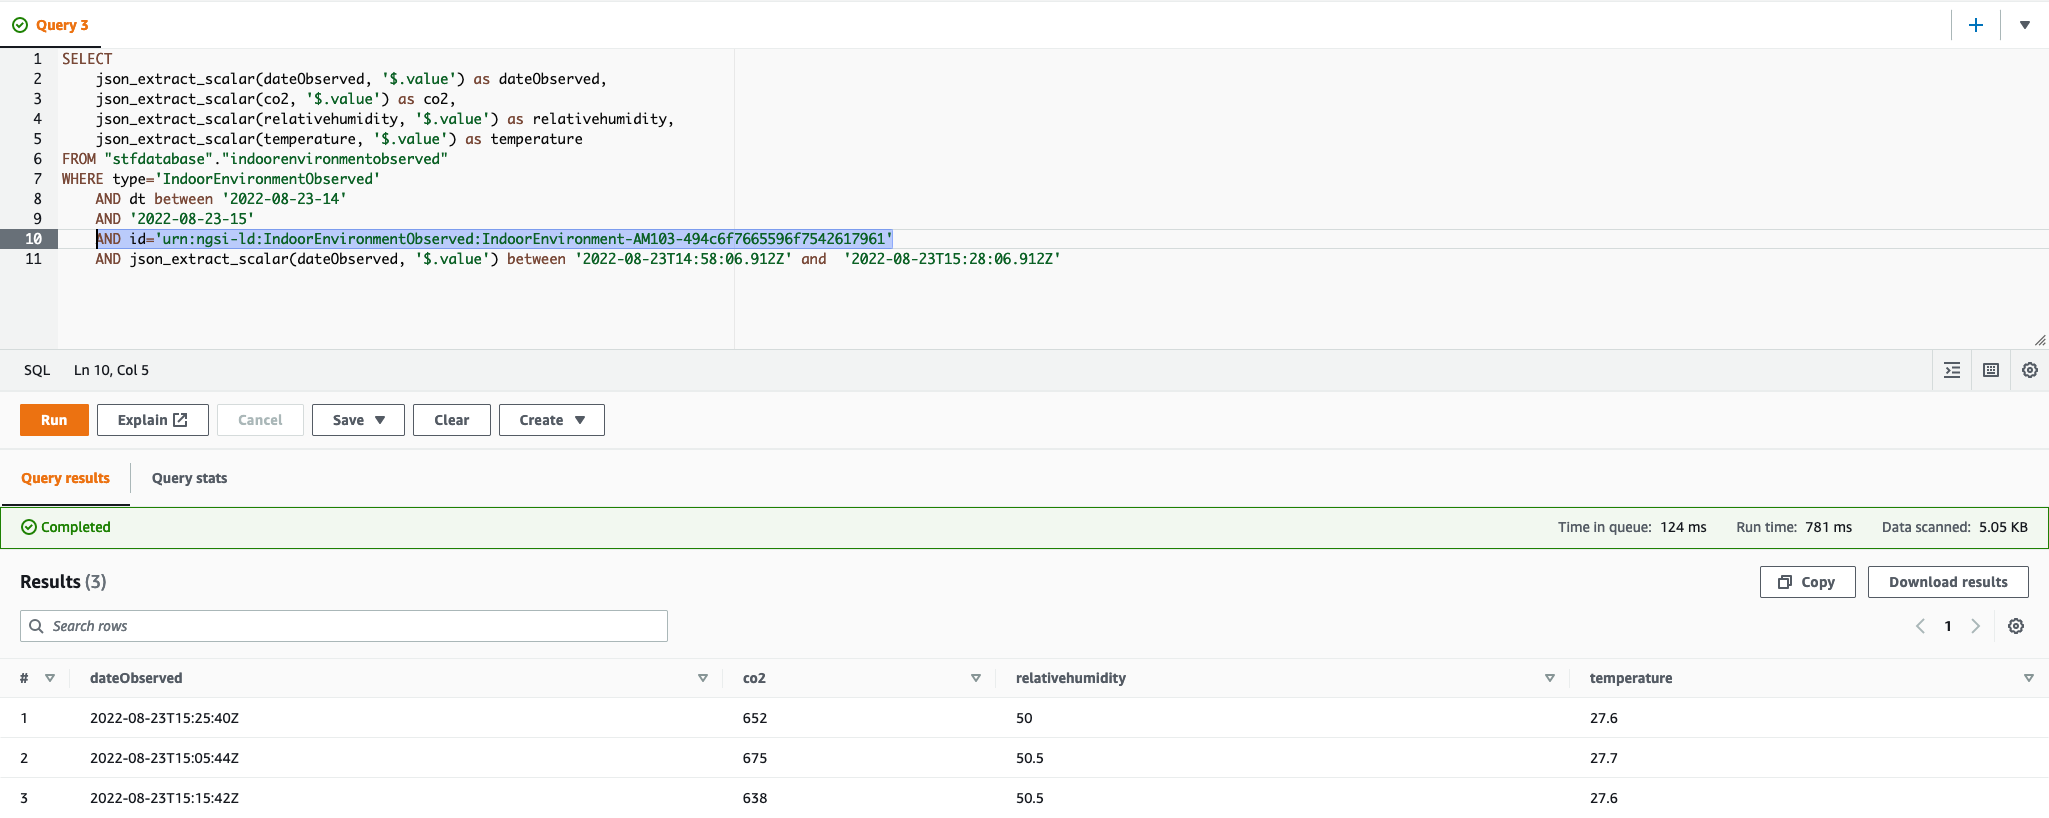 Query 3
1 SELECT
2 json_extract_scalar(dateObserved, '$.value') as dateObserved,
3 json_extract_scalar(co2, '$.value') as co2,
4 json_extract_scalar(relativehumidity, '$.value') as relativehumidity,
5 json_extract_scalar(temperature, '$.value') as temperature
6 FROM "stfdatabase"."indoorenvironmentobserved"
7 WHERE type='IndoorEnvironmentObserved'
8 AND dt between '2022-08-23-14'
9 AND '2022-08-23-15'
10 AND id='urn:ngsi-ld:IndoorEnvironmentObserved:IndoorEnvironment-AM103-494c6f7665596f7542617961'
11 AND json_extract_scalar(dateObserved, '$.value') between '2022-08-23T14:58:06.912Z' and '2022-08-23T15:28:06.912Z'
SQL Ln 10, Col 5
Run Explain Cancel Save Clear Create
Query results Query stats
Completed Time in queue: 124 ms Run time: 781 ms Data scanned: 5.05 KB
Results (3) Copy Download results
Search rows 1
# dateObserved co2 relativehumidity temperature
1 2022-08-23T15:25:40Z 652 50 27.6
2 2022-08-23T15:05:44Z 675 50.5 27.7
3 2022-08-23T15:15:42Z 638 50.5 27.6